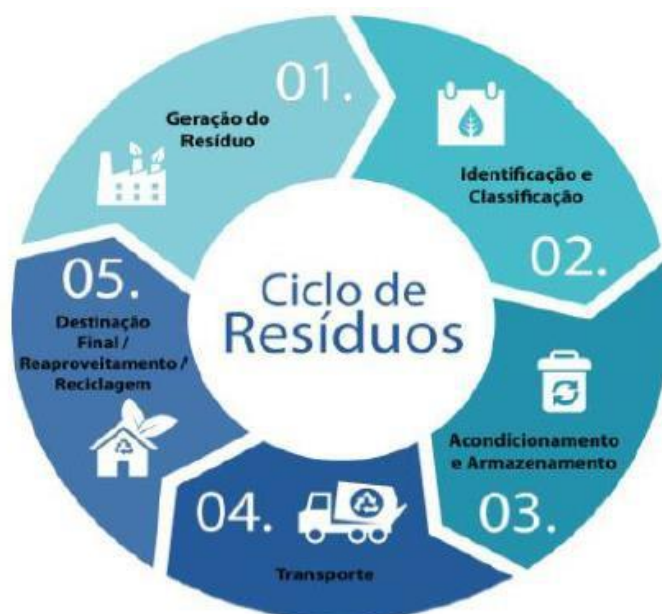 01.
Geração do
Resíduo
Identificação e
Classificação
02.
Acondicionamento
e Armazenamento
03.
04.
Transporte
05.
Destinação
Final /
Reaproveitamento /
Reciclagem
Ciclo de
Resíduos